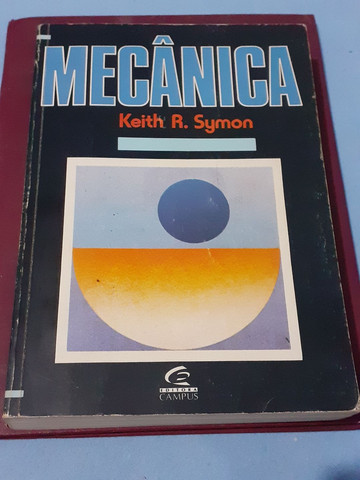 MECÂNICA
Keith R. Symon
EDITORA
CAMPUS